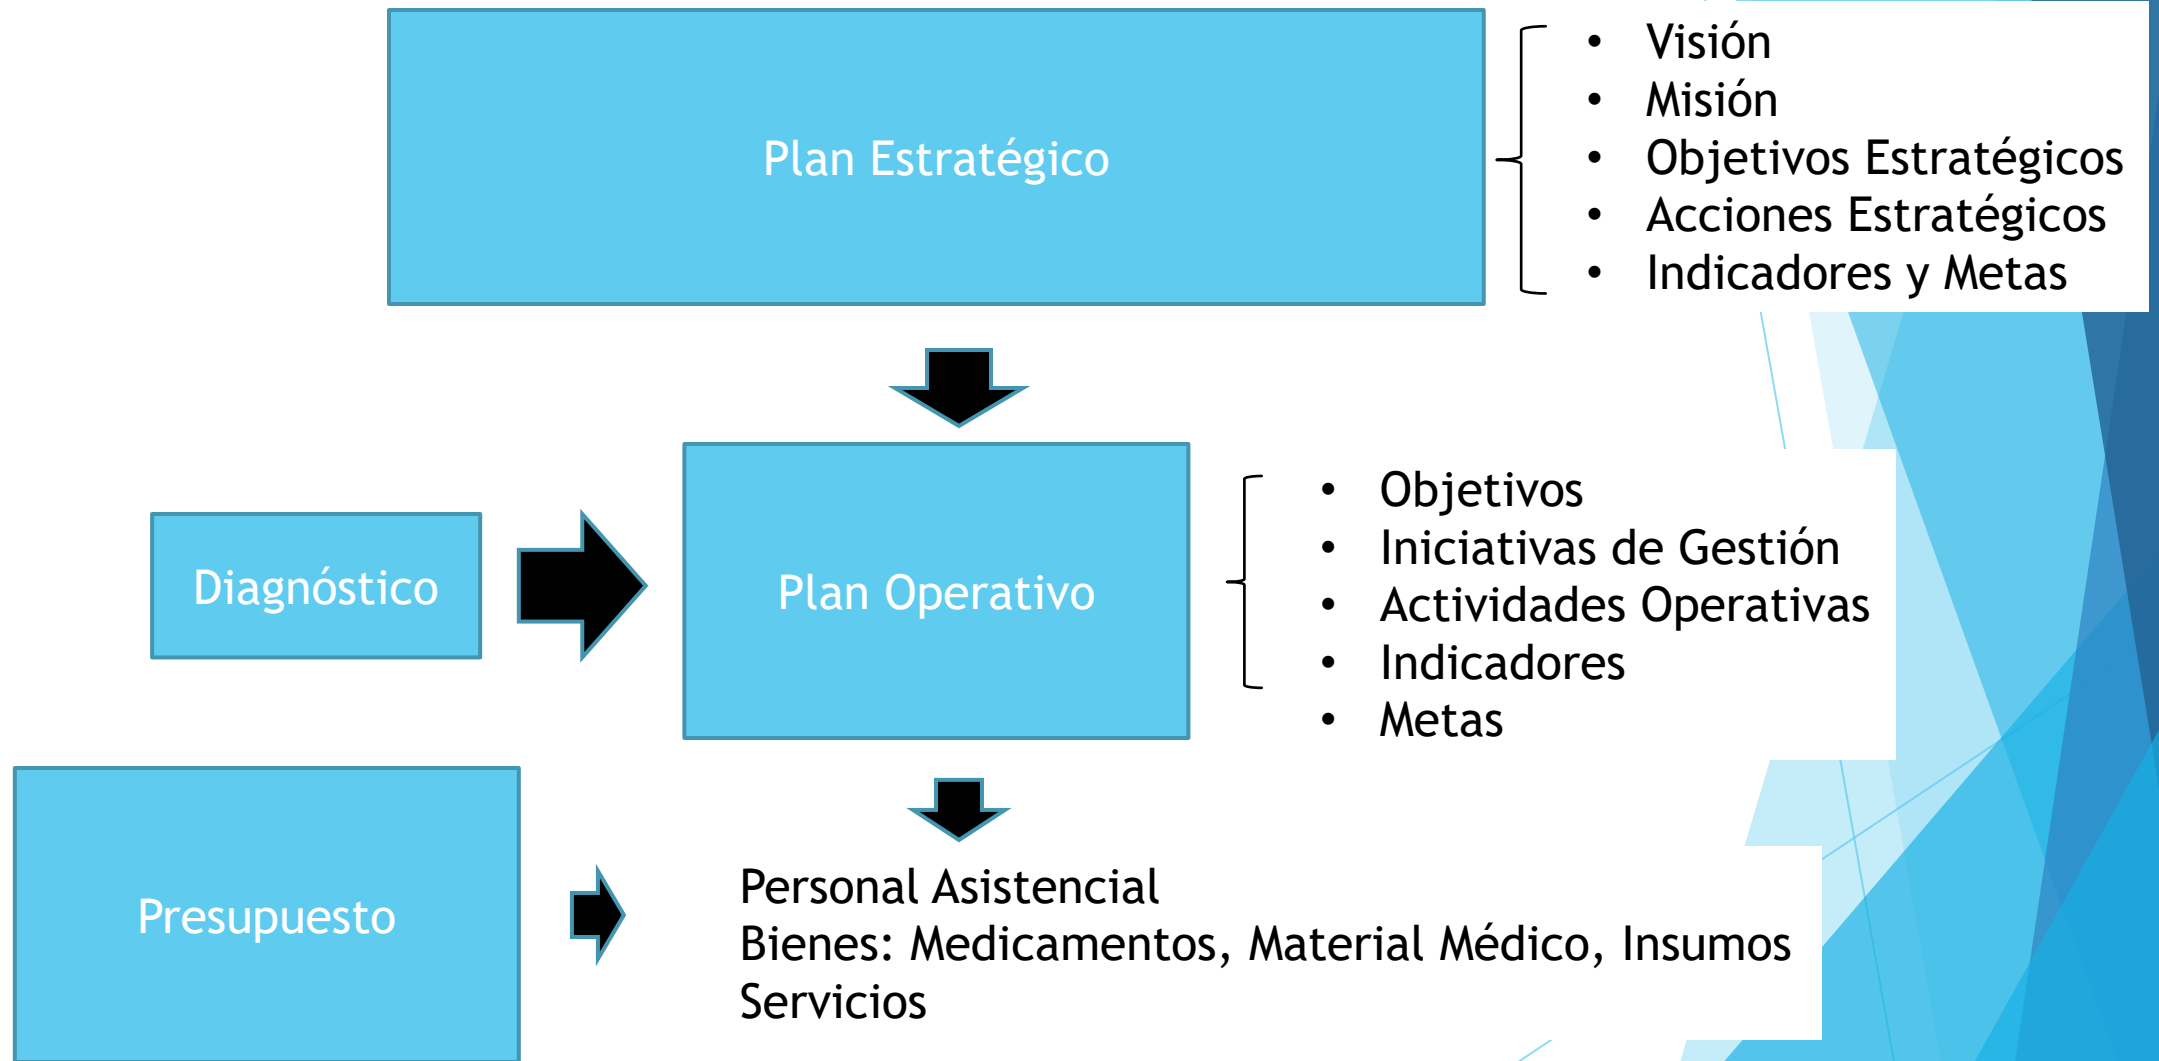 Plan Estratégico
• Visión
• Misión
• Objetivos Estratégicos
• Acciones Estratégicos
• Indicadores y Metas
Diagnóstico
Plan Operativo
• Objetivos
• Iniciativas de Gestión
• Actividades Operativas
• Indicadores
• Metas
Presupuesto
Personal Asistencial
Bienes: Medicamentos, Material Médico, Insumos
Servicios